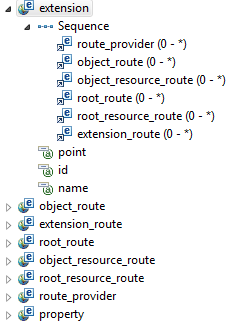 extension
Sequence
route_provider (0 - *)
object_route (0 - *)
object_resource_route (0 - *)
root_route (0 - *)
root_resource_route (0 - *)
extension_route (0 - *)
point
id
name
object_route
extension_route
root_route
object_resource_route
root_resource_route
route_provider
property